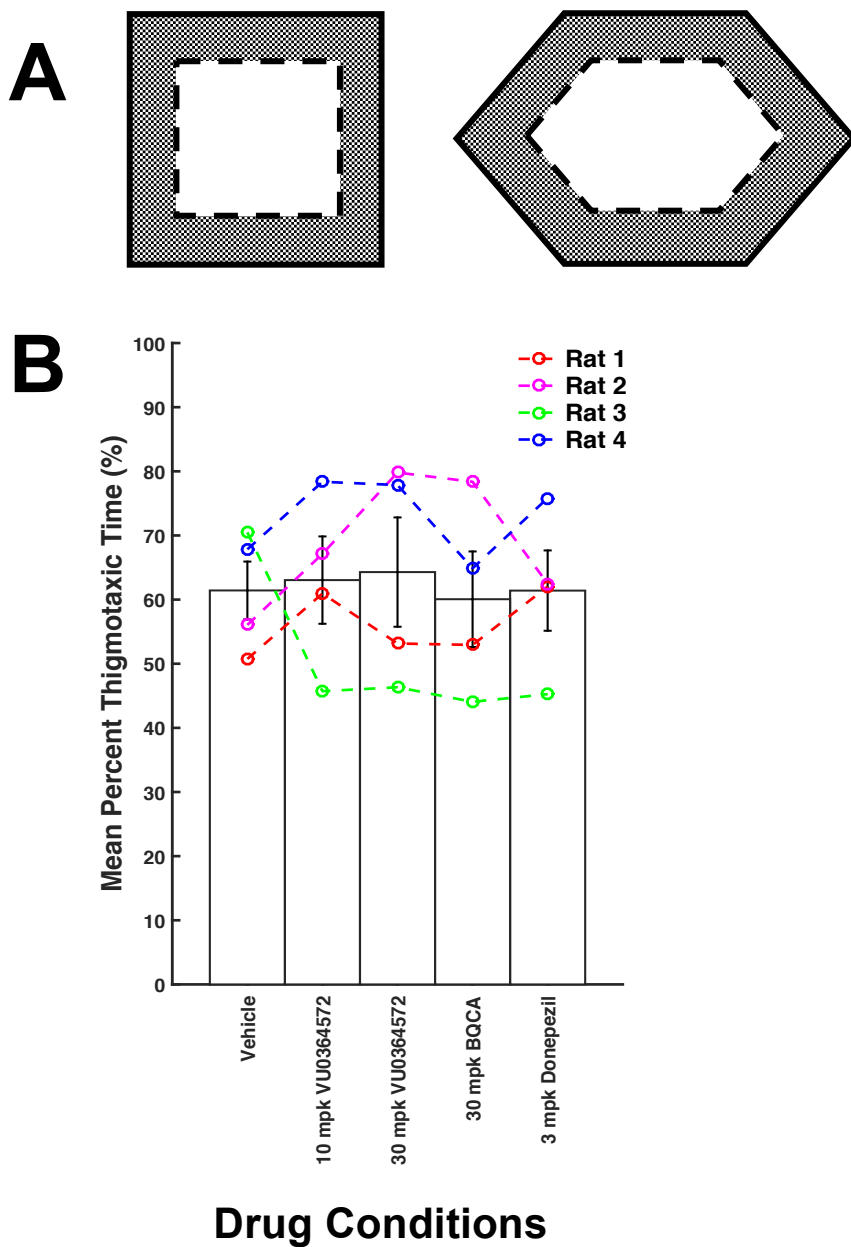 A
B
Mean Percent Thigmotaxic Time (%)
100
90
80
70
60
50
40
30
20
10
0
Rat 1
Rat 2
Rat 3
Rat 4
Vehicle
10 mpk VU0364572
30 mpk VU0364572
30 mpk BQCA
3 mpk Donepezil
Drug Conditions